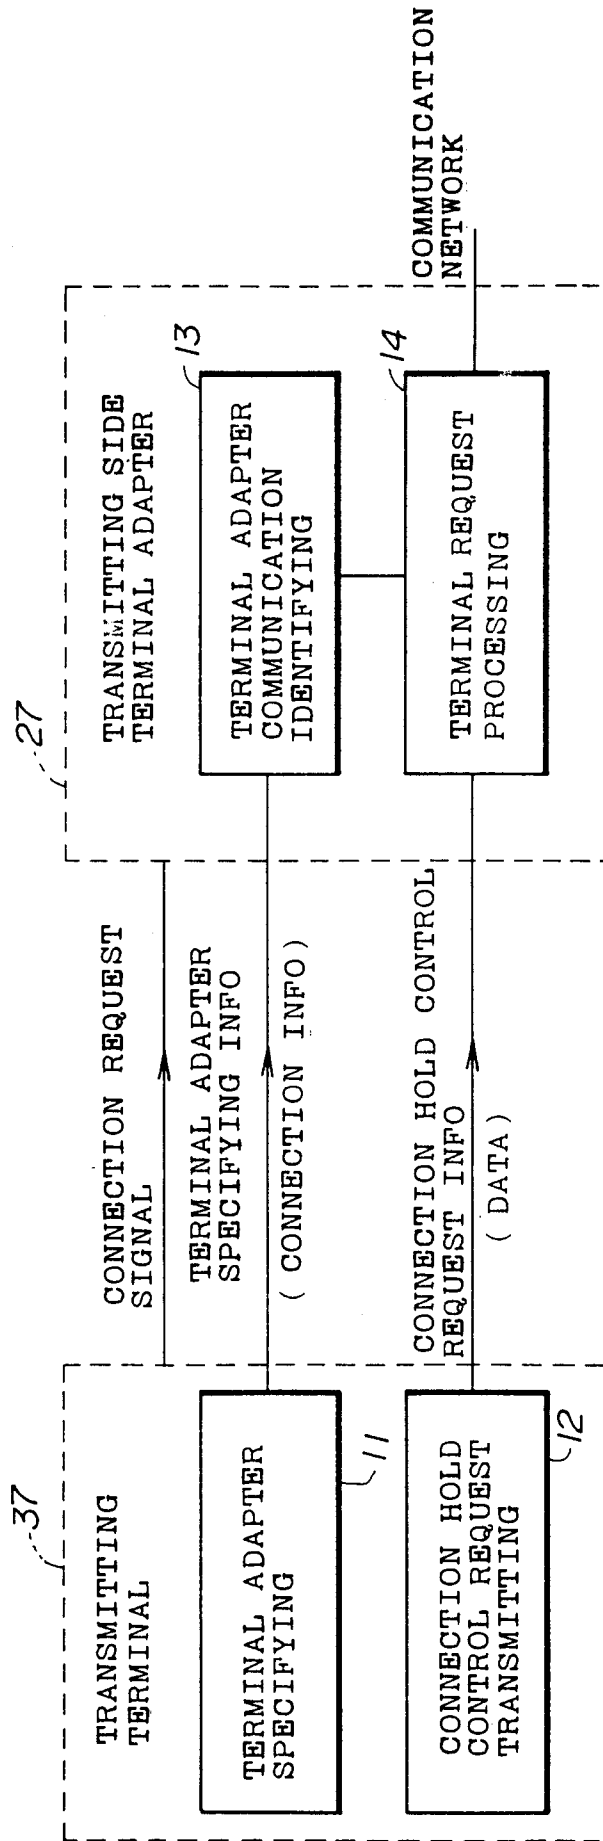 37
TRANSMITTING
TERMINAL
TERMINAL ADAPTER
SPECIFYING
11
CONNECTION HOLD
CONTROL REQUEST
TRANSMITTING
12
CONNECTION REQUEST
SIGNAL
TERMINAL ADAPTER
SPECIFYING INFO
(CONNECTION INFO)
CONNECTION HOLD CONTROL
REQUEST INFO
(DATA)
27
TRANSMITTING SIDE
TERMINAL ADAPTER
13
TERMINAL ADAPTER
COMMUNICATION
IDENTIFYING
14
TERMINAL REQUEST
PROCESSING
COMMUNICATION
NETWORK